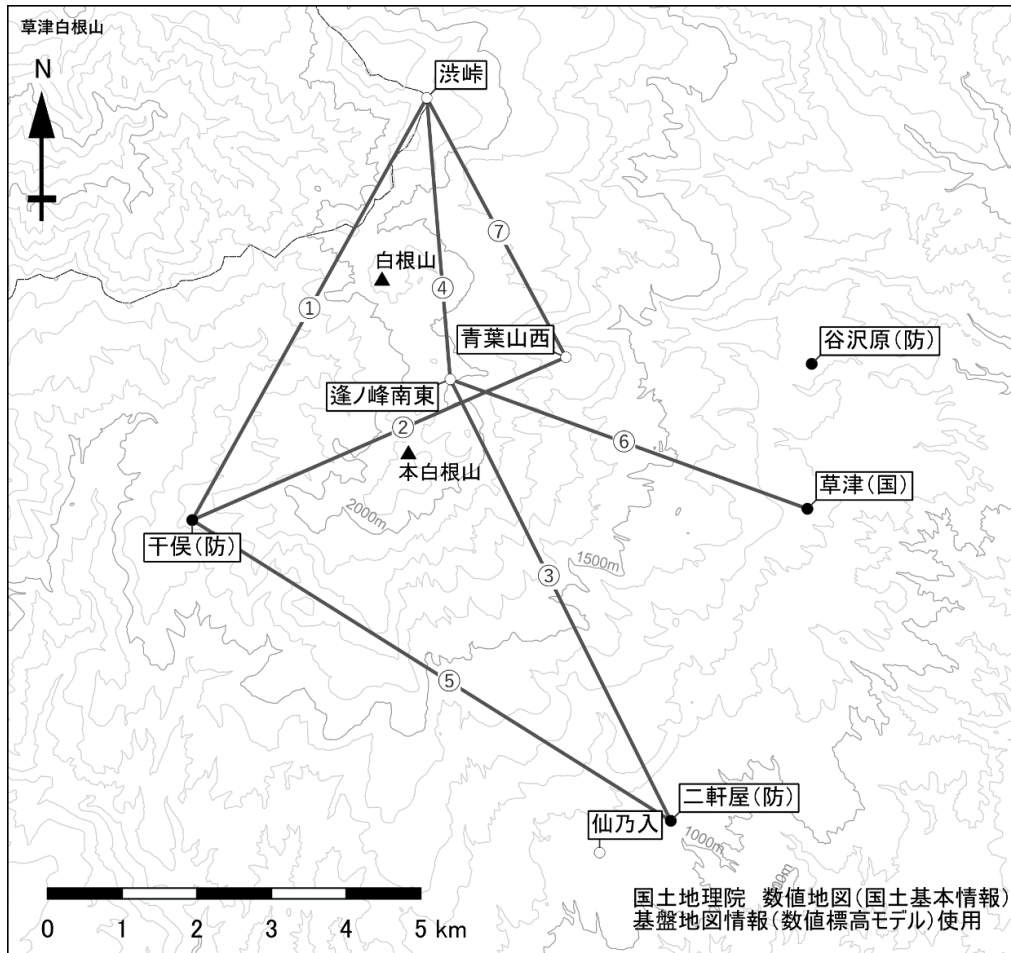 草津白根山
N
渋峠
⑦
白根山
④
①
青葉山西
谷沢原(防)
逢ノ峰南東
②
⑥
本白根山
草津(国)
2000m
干俣(防)
1500m
③
⑤
二軒屋(防)
仙乃入
1000m
国土地理院 数値地図(国土基本情報)
基盤地図情報(数値標高モデル)使用
0 1 2 3 4 5 km